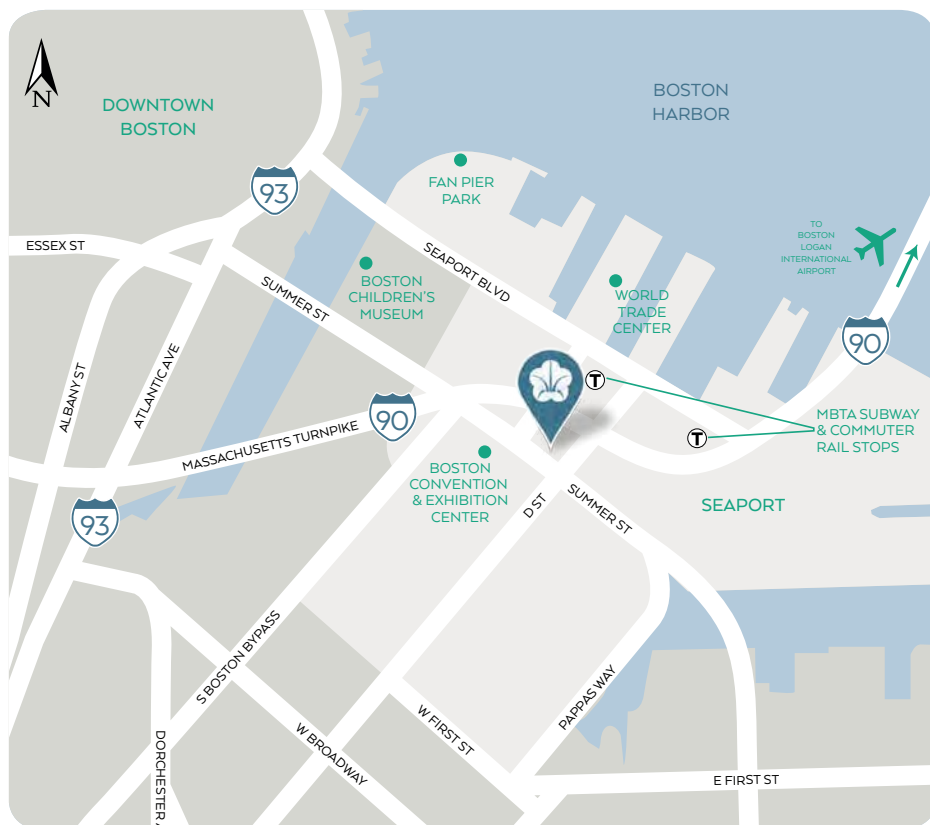 N
DOWNTOWN
BOSTON
BOSTON
HARBOR
93
FAN PIER
PARK
ESSEX ST
SEAPORT BLVD
TO
BOSTON
LOGAN
INTERNATIONAL
AIRPORT
BOSTON
CHILDREN'S
MUSEUM
SUMMER ST
WORLD
TRADE
CENTER
90
ALBANY ST
ATLANTIC AVE
T
90
MASSACHUSETTS TURNPIKE
T
MBTA SUBWAY
& COMMUTER
RAIL STOPS
BOSTON
CONVENTION
& EXHIBITION
CENTER
D ST
SUMMER ST
SEAPORT
93
S BOSTON BYPASS
PAPPAS WAY
W FIRST ST
W BROADWAY
DORCHESTER
E FIRST ST